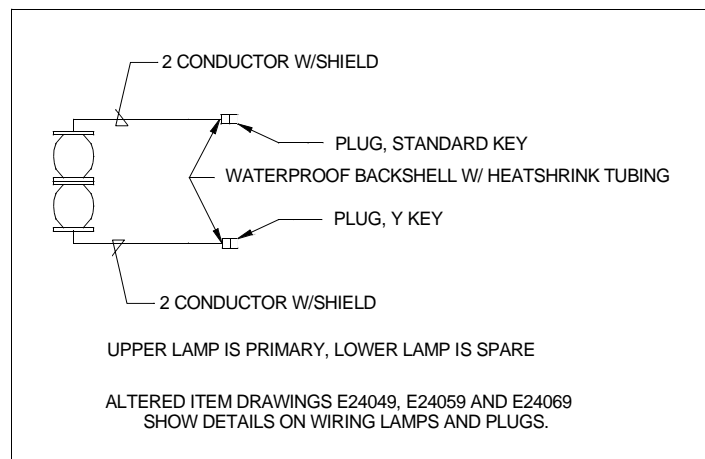 2 CONDUCTOR W/SHIELD
PLUG, STANDARD KEY
WATERPROOF BACKSHELL W/ HEATSHRINK TUBING
PLUG, Y KEY
2 CONDUCTOR W/SHIELD
UPPER LAMP IS PRIMARY, LOWER LAMP IS SPARE
ALTERED ITEM DRAWINGS E24049, E24059 AND E24069
SHOW DETAILS ON WIRING LAMPS AND PLUGS.